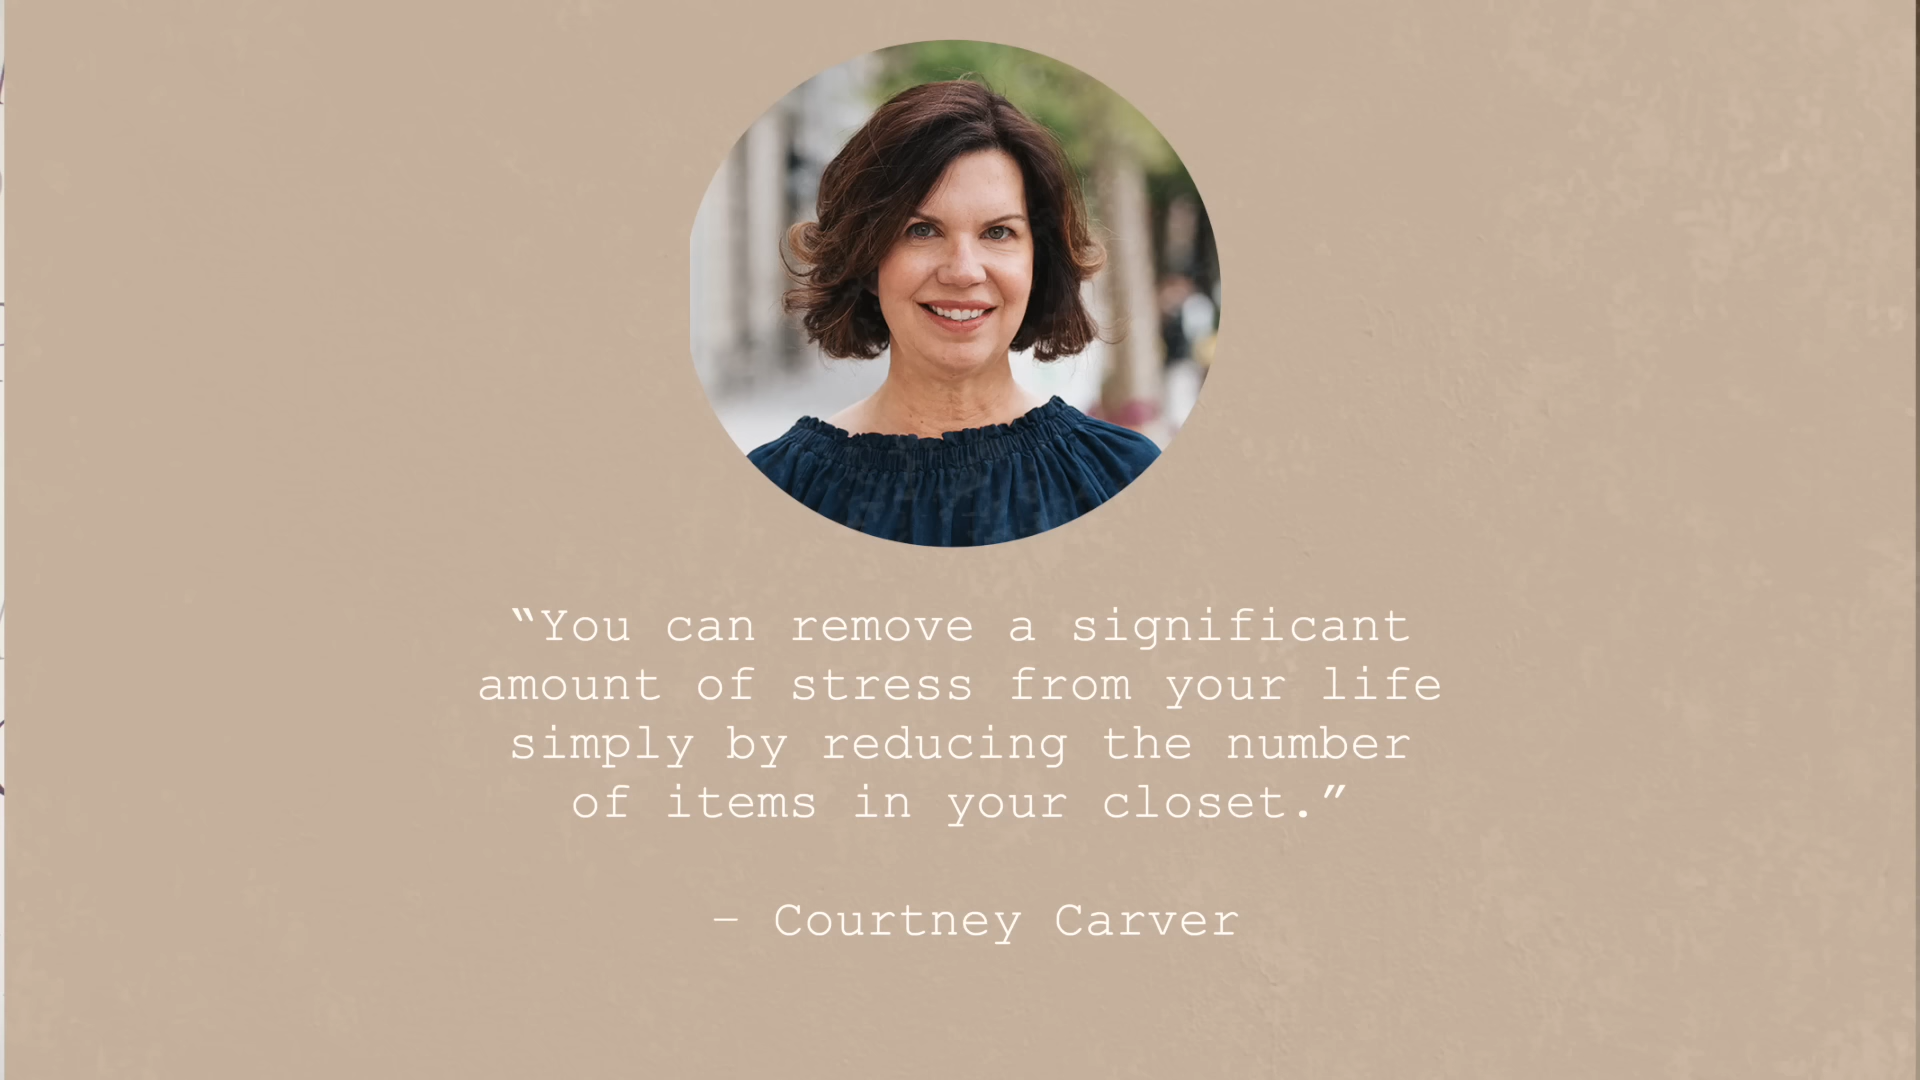 “You can remove a significant
amount of stress from your life
simply by reducing the number
of items in your closet.”
– Courtney Carver